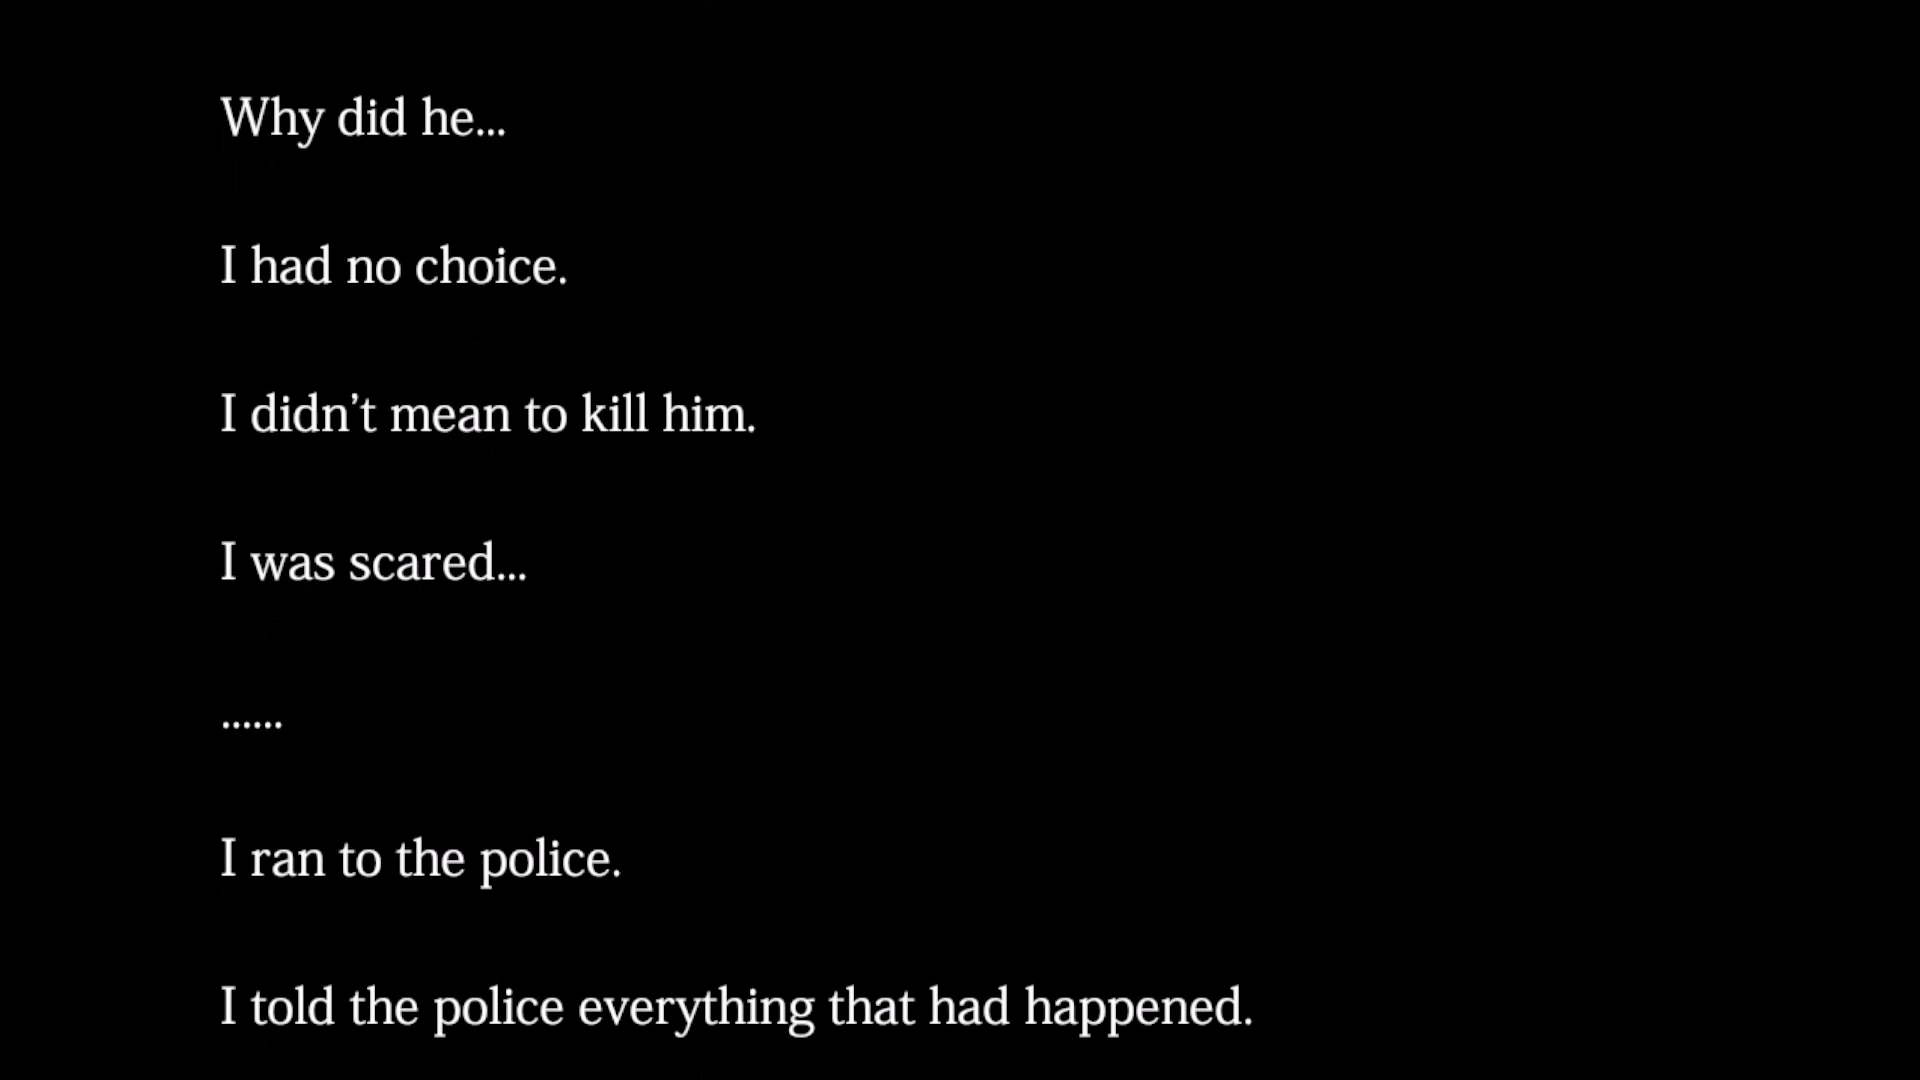 Why did he...
I had no choice.
I didn’t mean to kill him.
I was scared...
......
I ran to the police.
I told the police everything that had happened.